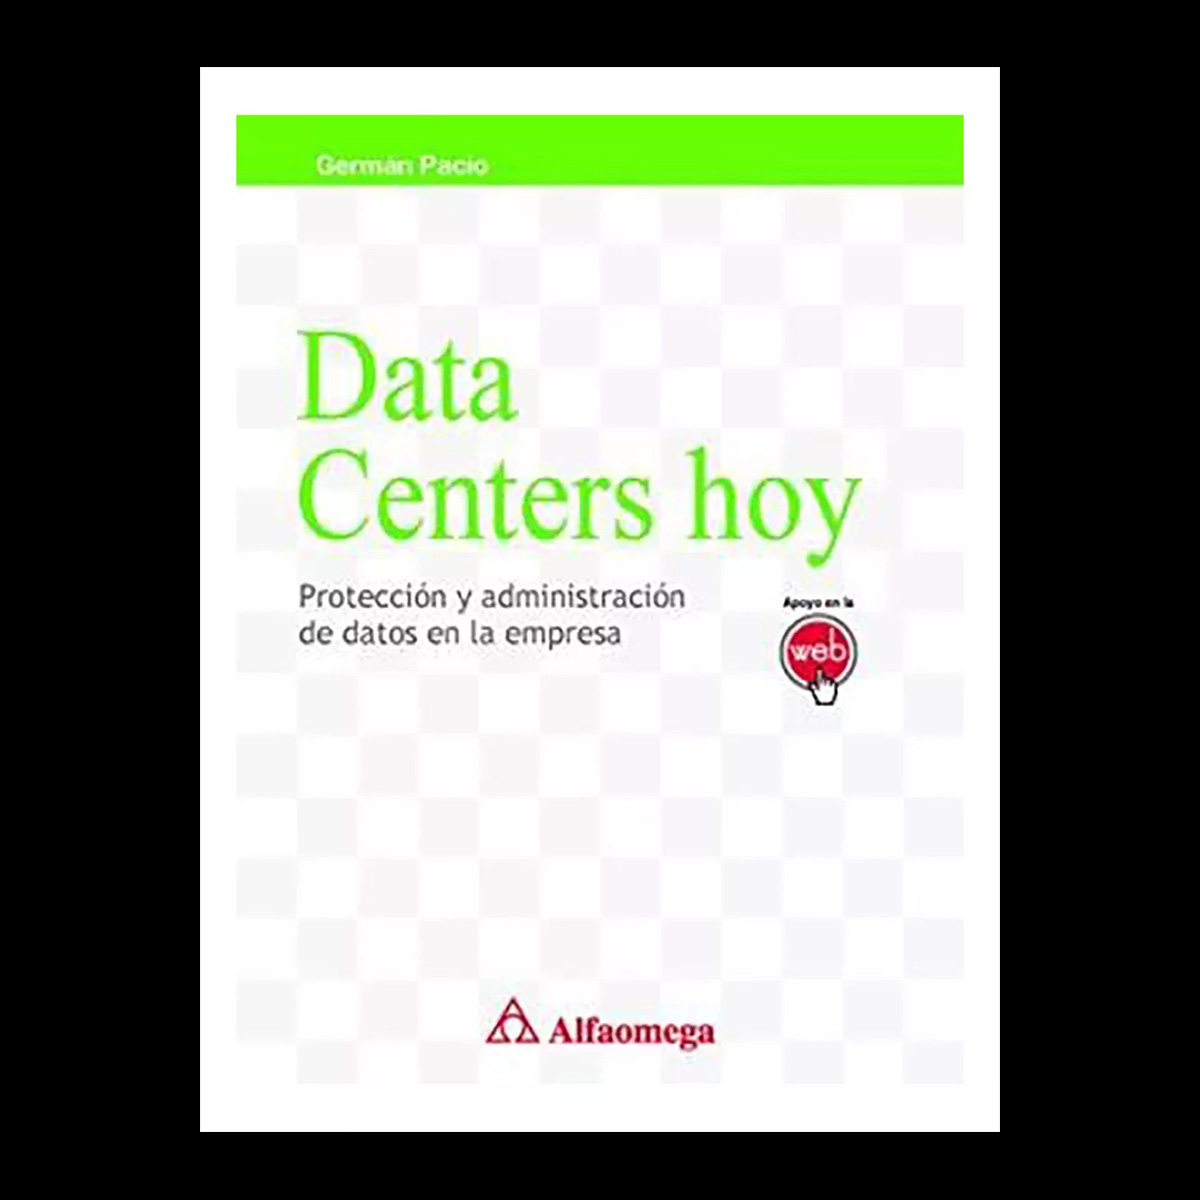 Germán Pacio
Data
Centers hoy
Protección y administración
de datos en la empresa
Apoyo en la
web
Alfaomega